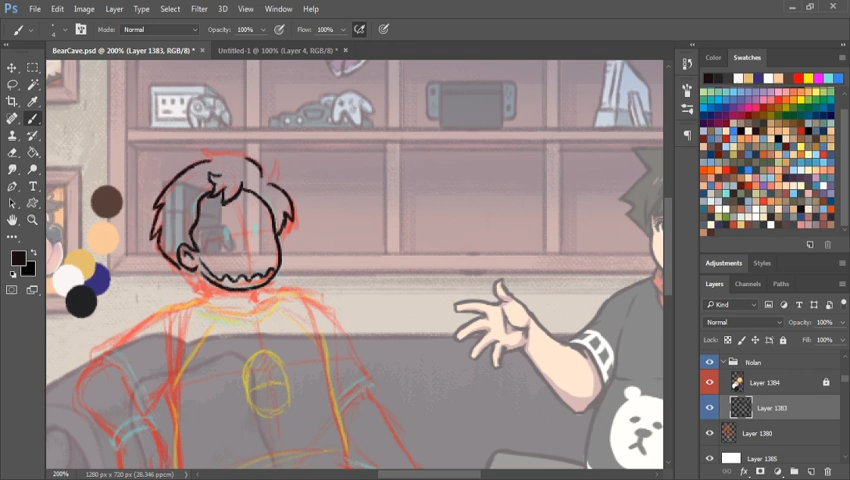 Ps File Edit Image Layer Type Select Filter 3D View Window Help
Mode: Normal Opacity: 100% Flow: 100%
BearCave.psd @ 200% (Layer 1383, RGB/8) * × Untitled-1 @ 100% (Layer 4, RGB/8) * ×
Color Swatches
Adjustments Styles
Layers Channels Paths
Kind
Normal Opacity: 100%
Lock: Fill: 100%
Nolan
Layer 1384
Layer 1383
Layer 1380
Layer 1385
200% 1280 px x 720 px (28.346 ppcm)